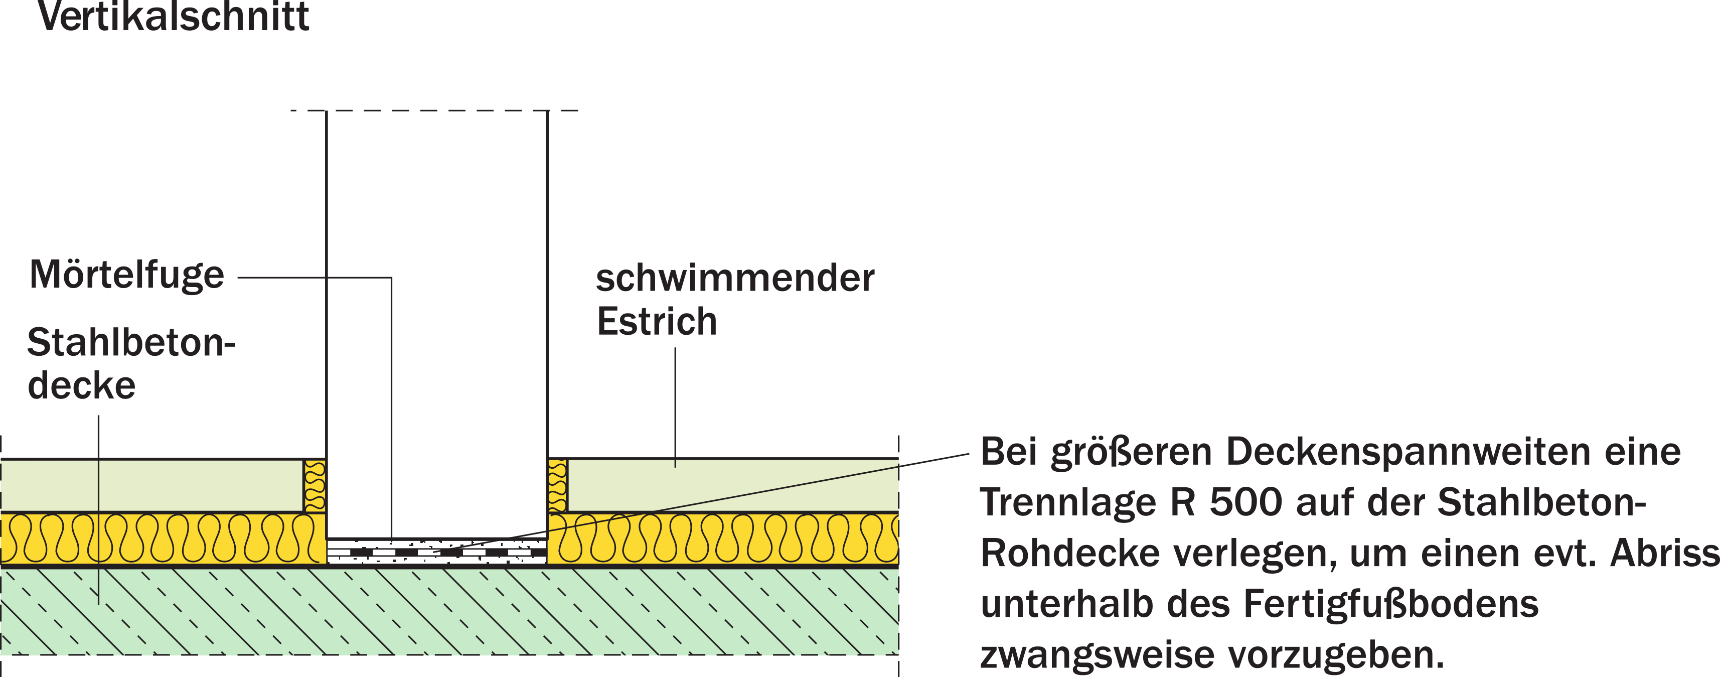 Vertikalschnitt
Mörtelfuge
Stahlbeton-
decke
schwimmender
Estrich
Bei größeren Deckenspannweiten eine
Trennlage R 500 auf der Stahlbeton-
Rohdecke verlegen, um einen evt. Abriss
unterhalb des Fertigfußbodens
zwangsweise vorzugeben.